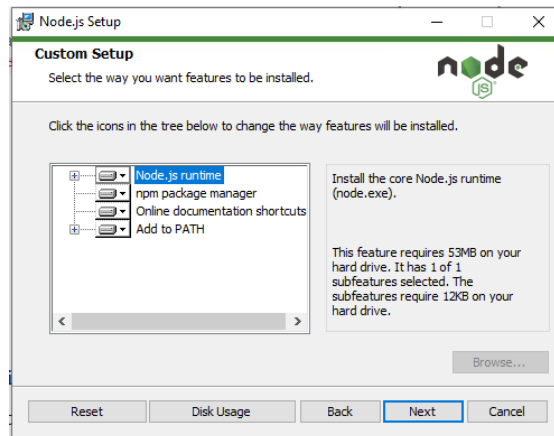 Node.js Setup
Custom Setup
Select the way you want features to be installed.
node
JS
Click the icons in the tree below to change the way features will be installed.
Node.js runtime
npm package manager
Online documentation shortcuts
Add to PATH
Install the core Node.js runtime
(node.exe).
This feature requires 53MB on your
hard drive. It has 1 of 1
subfeatures selected. The
subfeatures require 12KB on your
hard drive.
Browse...
Reset Disk Usage Back Next Cancel